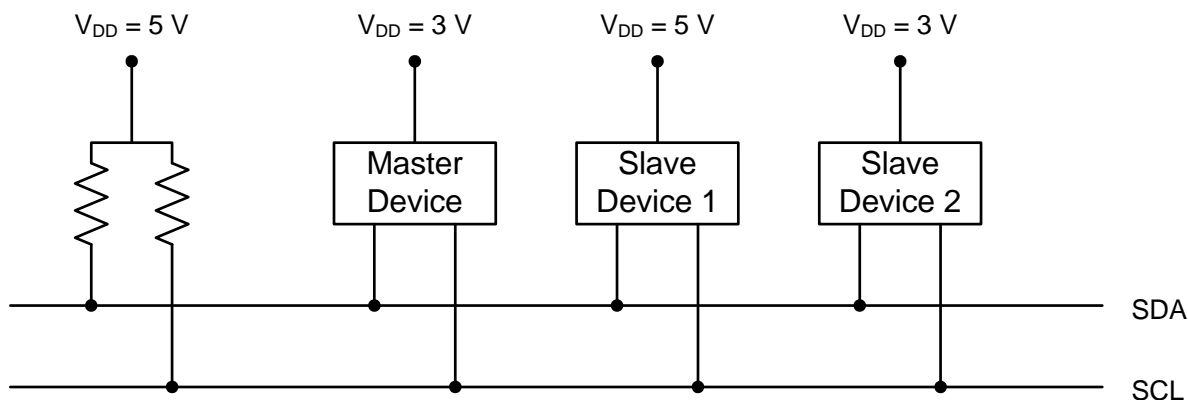 V_DD = 5 V
V_DD = 3 V
V_DD = 5 V
V_DD = 3 V
Master
Device
Slave
Device 1
Slave
Device 2
SDA
SCL